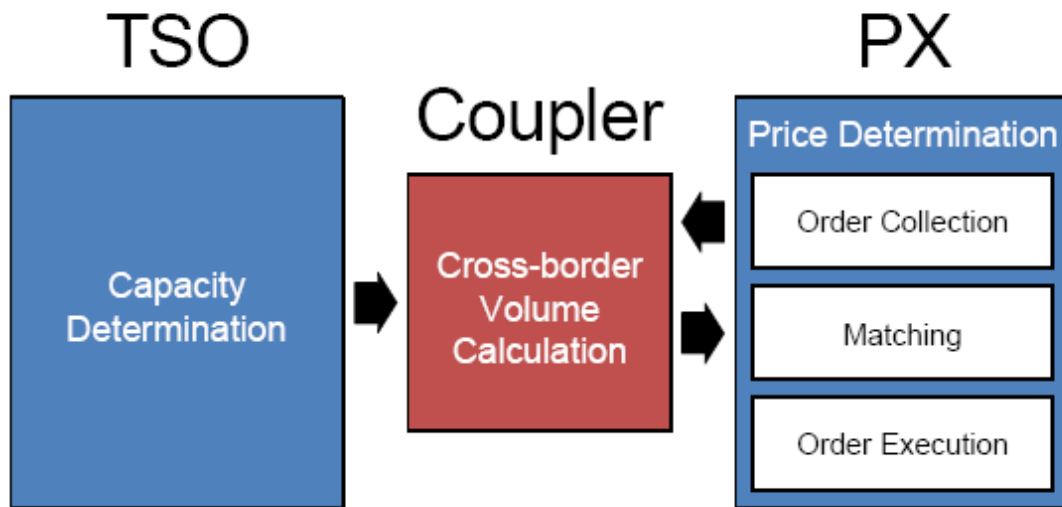 TSO
Capacity
Determination
Coupler
Cross-border
Volume
Calculation
PX
Price Determination
Order Collection
Matching
Order Execution